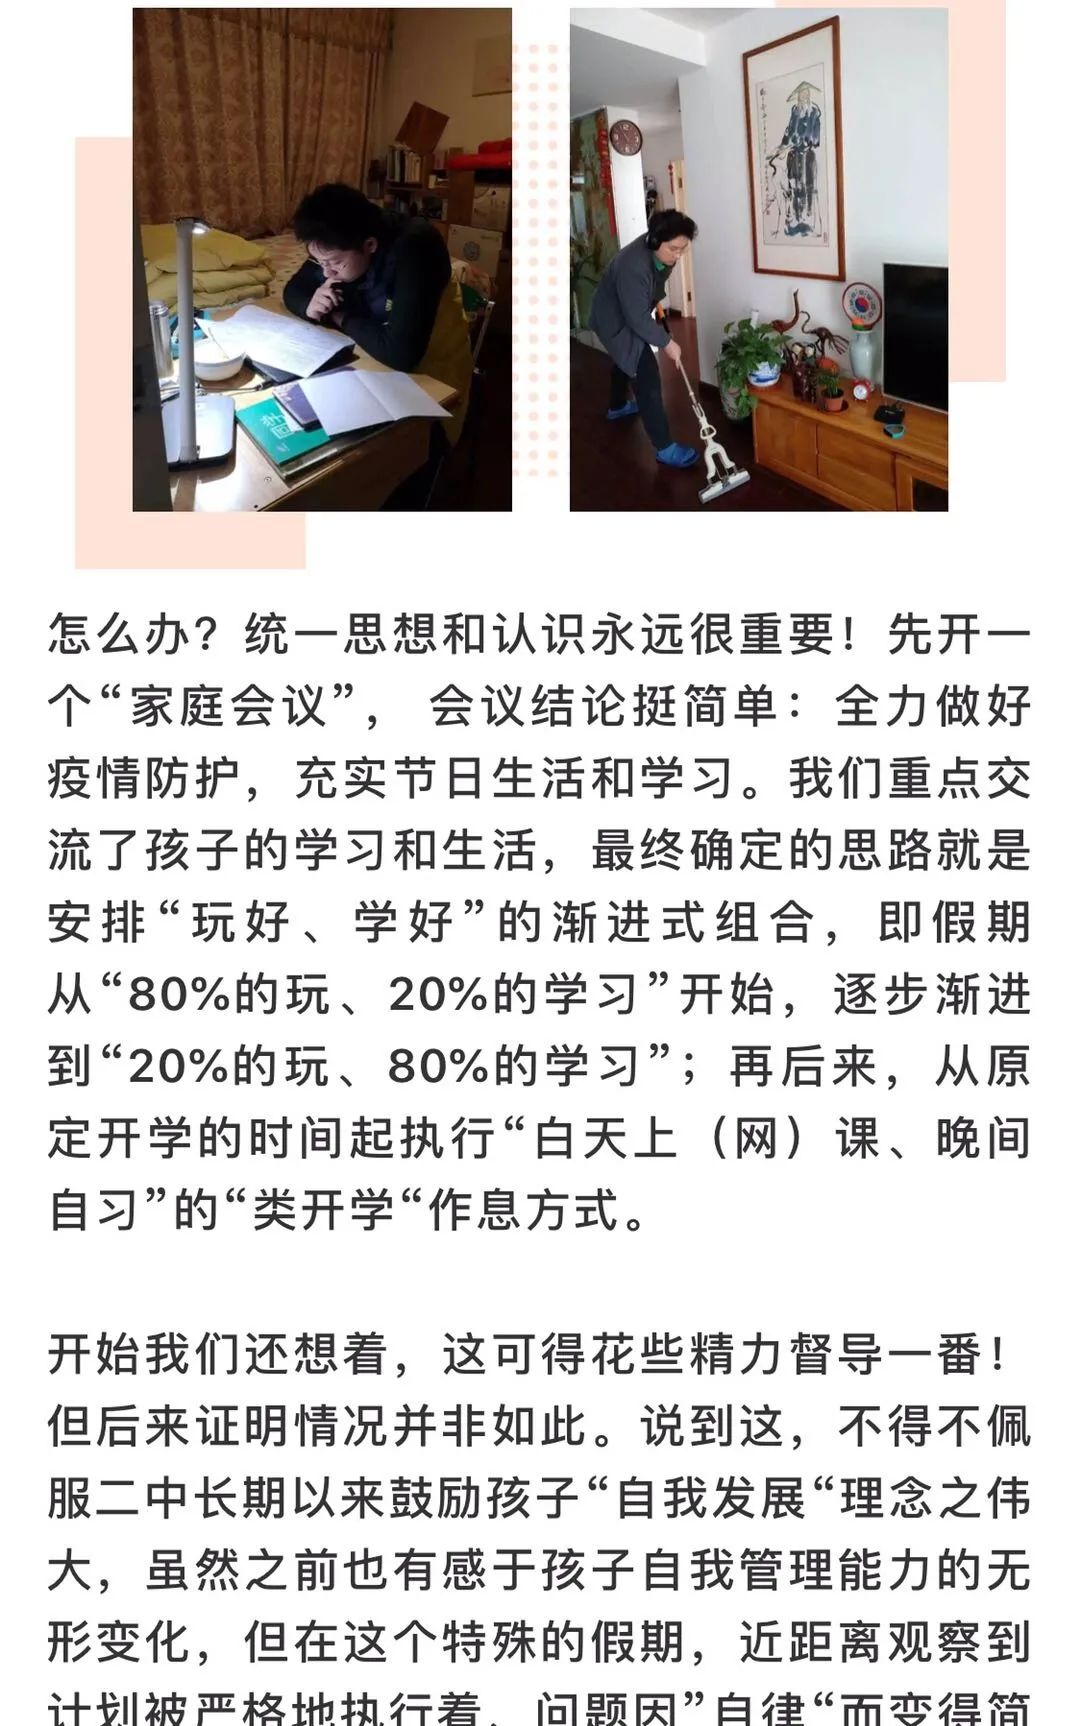 怎么办？统一思想和认识永远很重要！先开一
个“家庭会议”， 会议结论挺简单：全力做好
疫情防护，充实节日生活和学习。我们重点交
流了孩子的学习和生活，最终确定的思路就是
安排“玩好、学好”的渐进式组合，即假期
从“80%的玩、20%的学习”开始，逐步渐进
到“20%的玩、80%的学习”；再后来，从原
定开学的时间起执行“白天上（网）课、晚间
自习”的“类开学“作息方式。
开始我们还想着，这可得花些精力督导一番！
但后来证明情况并非如此。说到这，不得不佩
服二中长期以来鼓励孩子“自我发展“理念之伟
大，虽然之前也有感于孩子自我管理能力的无
形变化，但在这个特殊的假期，近距离观察到
计划被严格地执行着，问题因”自律“而变得简